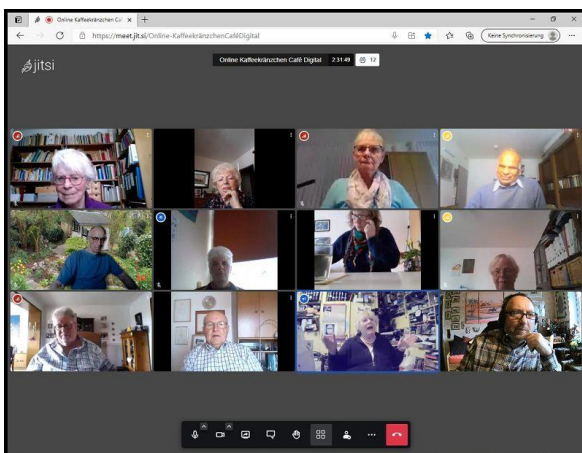 Online Kaffeekränzchen Caf
https://meet.jit.si/Online-KaffeekränzchenCaféDigital
Keine Synchronisierung
jitsi
Online Kaffeekränzchen Café Digital 2:31:49 12